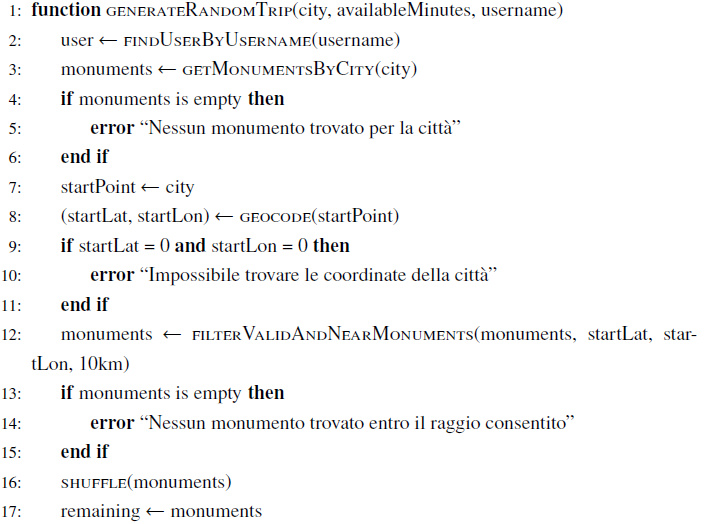 1: function GENERATERANDOMTRIP(city, availableMinutes, username)
2: user ← FINDUSERBYUSERNAME(username)
3: monuments ← GETMONUMENTSBYCITY(city)
4: if monuments is empty then
5: error “Nessun monumento trovato per la città”
6: end if
7: startPoint ← city
8: (startLat, startLon) ← GEOCODE(startPoint)
9: if startLat = 0 and startLon = 0 then
10: error “Impossibile trovare le coordinate della città”
11: end if
12: monuments ← FILTERVALIDANDNEARMONUMENTS(monuments, startLat, star-
tLon, 10km)
13: if monuments is empty then
14: error “Nessun monumento trovato entro il raggio consentito”
15: end if
16: SHUFFLE(monuments)
17: remaining ← monuments